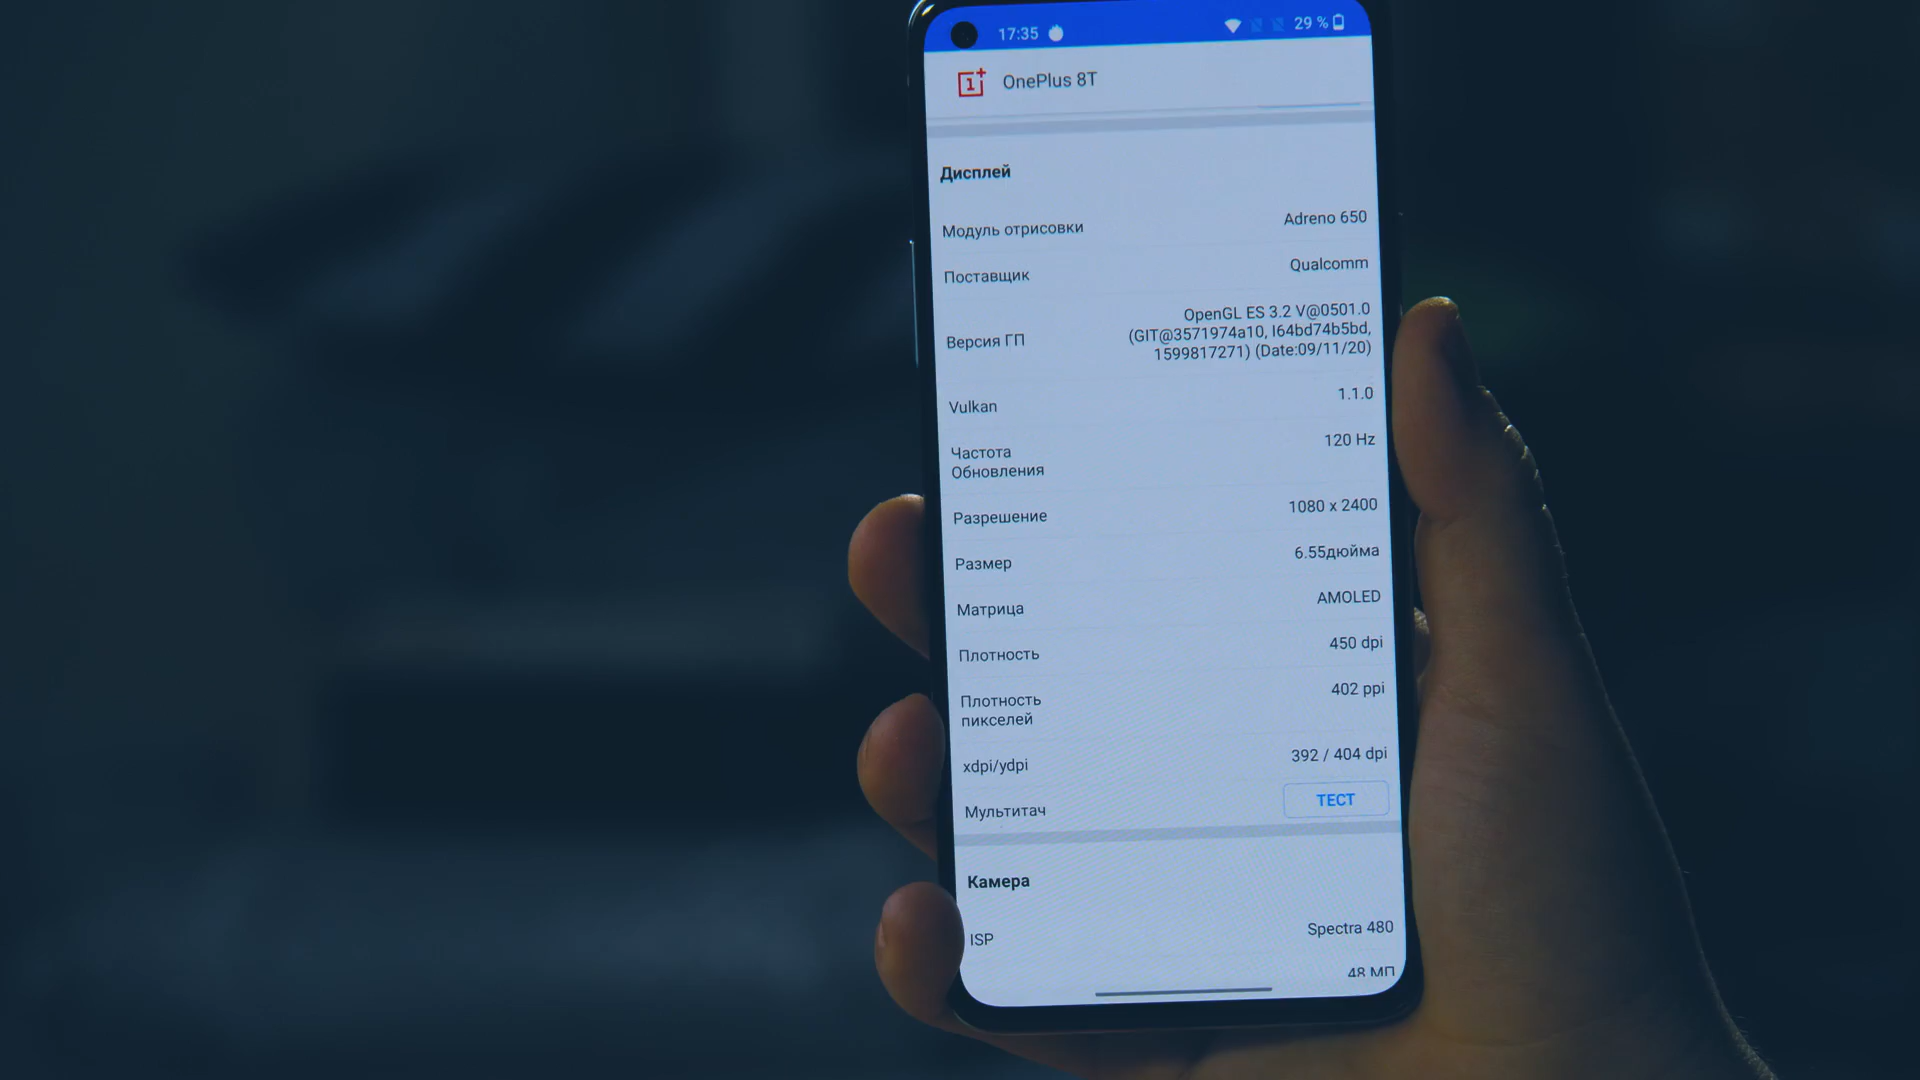 17:35
29 %
OnePlus 8T
Дисплей
Модуль отрисовки
Adreno 650
Поставщик
Qualcomm
Версия ГП
OpenGL ES 3.2 V@0501.0
(GIT@3571974a10, I64bd74b5bd,
1599817271) (Date:09/11/20)
Vulkan
1.1.0
Частота
Обновления
120 Hz
Разрешение
1080 x 2400
Размер
6.55дюйма
Матрица
AMOLED
Плотность
450 dpi
Плотность
пикселей
402 ppi
xdpi/ydpi
392 / 404 dpi
Мультитач
ТЕСТ
Камера
ISP
Spectra 480
48 МП